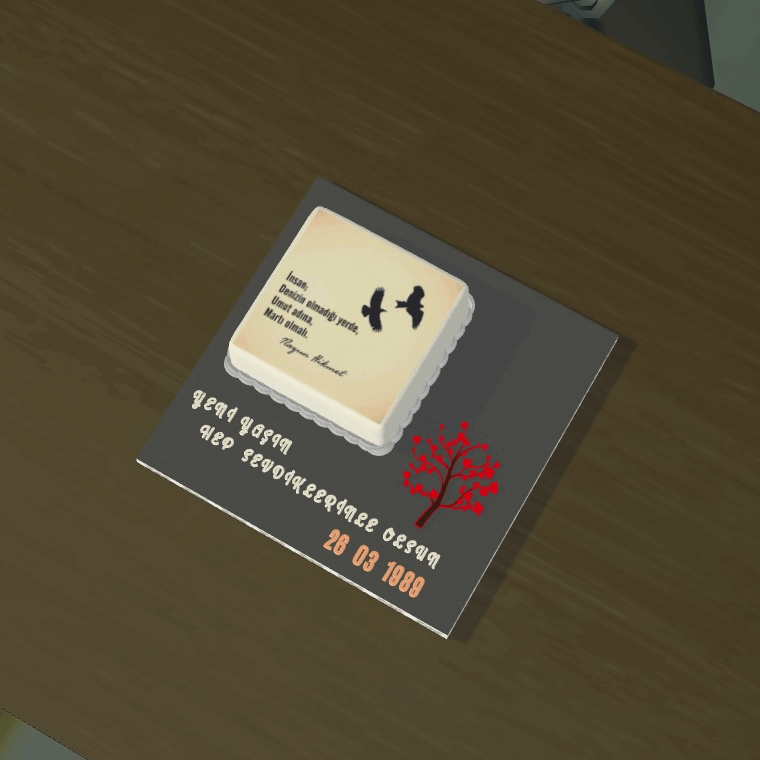 İnsan,
Denizin olmadığı yerde,
Umut adına,
Martı olmalı.
Nazım Hikmet
YENİ YAŞIN
HEP SEVDİKLERİNLE OLSUN
26 03 1989